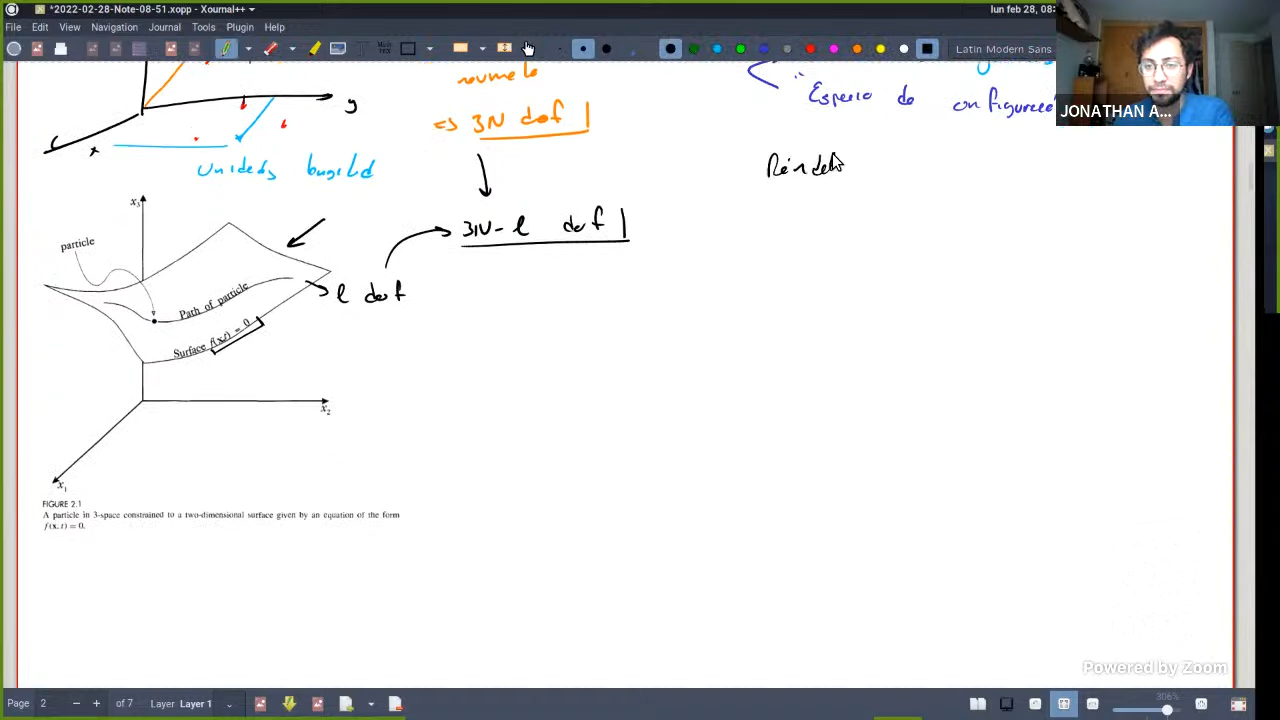 *2022-02-28-Note-08-51.xopp - Xournal++
lun feb 28, 08:
File Edit View Journal Tools Plugin Help
Latin Modern Sans
JONATHAN A...
y
x
⇒ 3N dof
Espacio de
unidades longitud
3N-l dof
l dof
x₃
particle
Path of particle
Surface f(x,t) = 0
x₂
x₁
FIGURE 2.1
A particle in 3-space constrained to a two-dimensional surface given by an equation of the form
f(x, t) = 0.
Powered by Zoom
Page 2 of 7 Layer Layer 1
306%